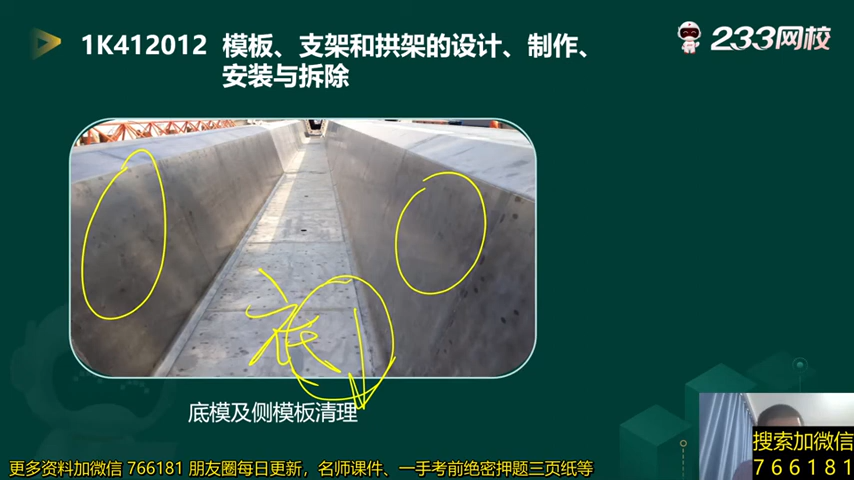 1K412012 模板、支架和拱架的设计、制作、
安装与拆除
233网校
底
底模及侧模板清理
搜索加微信
766181
更多资料加微信 766181 朋友圈每日更新，名师课件、一手考前绝密押题三页纸等